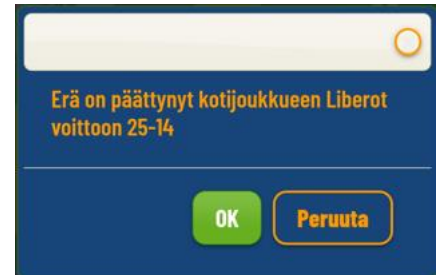 Erä on päättynyt kotijoukkueen Liberot
voittoon 25-14
OK Peruuta